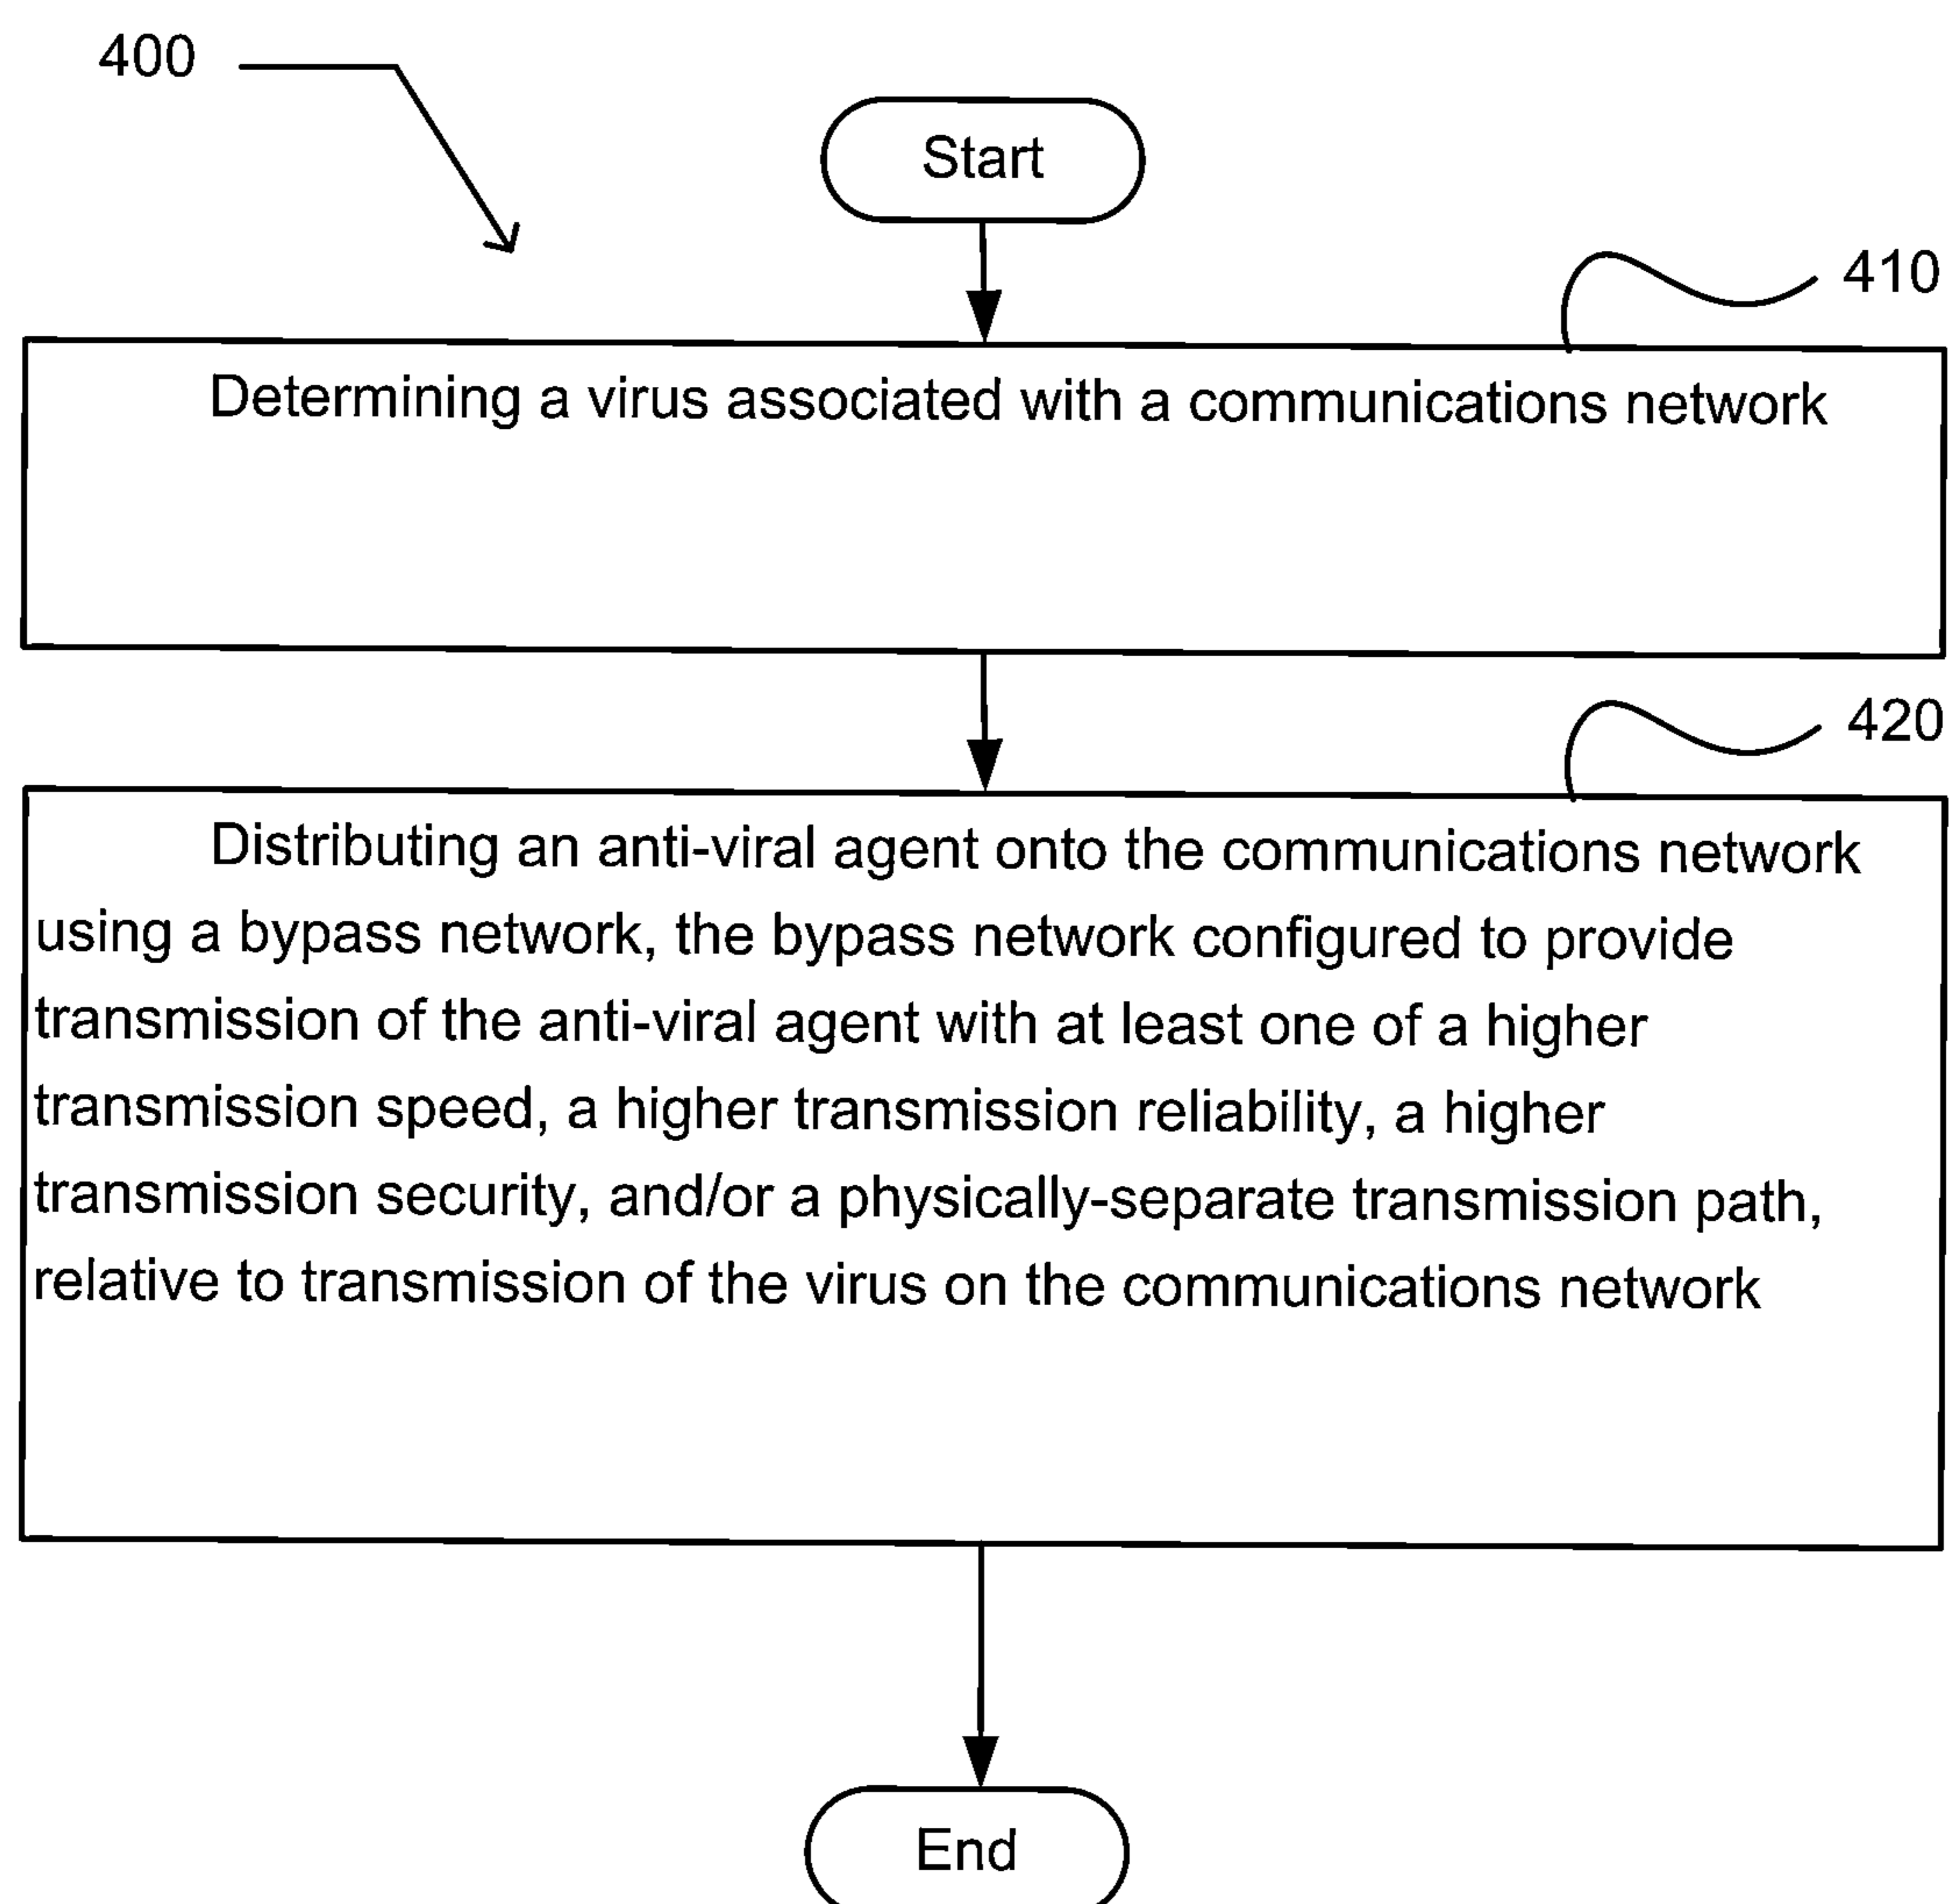 400
Start
410
Determining a virus associated with a communications network
420
Distributing an anti-viral agent onto the communications network
using a bypass network, the bypass network configured to provide
transmission of the anti-viral agent with at least one of a higher
transmission speed, a higher transmission reliability, a higher
transmission security, and/or a physically-separate transmission path,
relative to transmission of the virus on the communications network
End